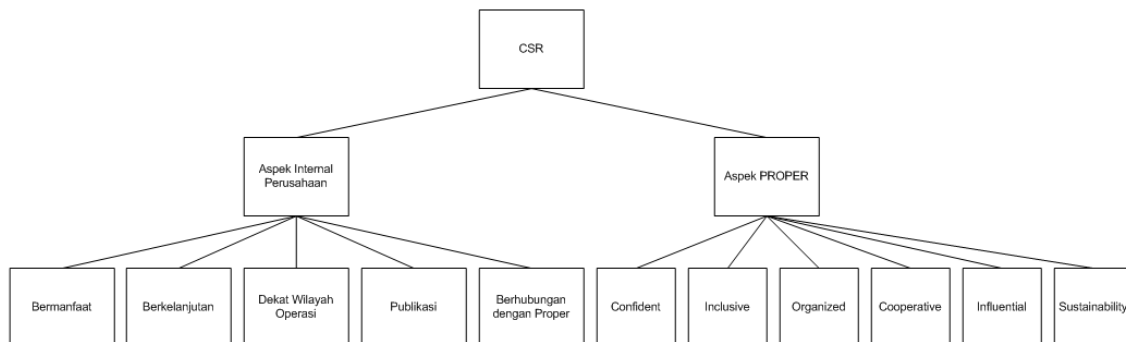 CSR
Aspek Internal
Perusahaan
Aspek PROPER
Bermanfaat
Berkelanjutan
Dekat Wilayah
Operasi
Publikasi
Berhubungan
dengan Proper
Confident
Inclusive
Organized
Cooperative
Influential
Sustainability